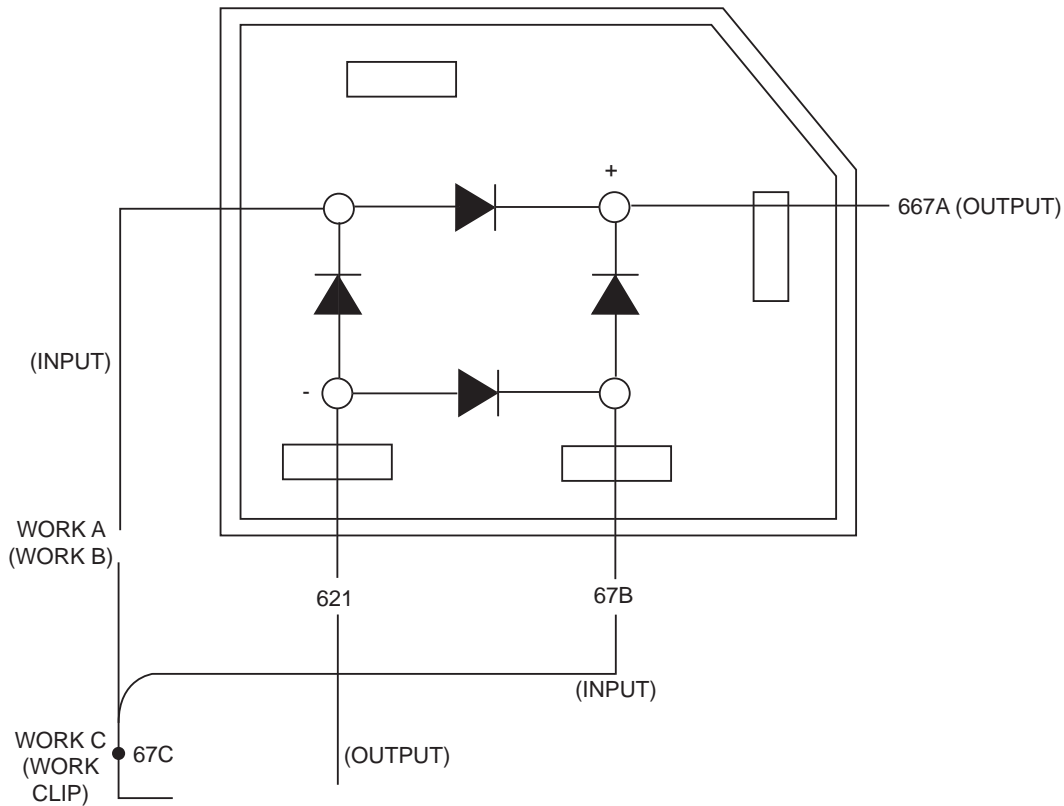 +
667A (OUTPUT)
(INPUT)
-
WORK A
(WORK B)
621
67B
(INPUT)
WORK C
(WORK
CLIP)
67C
(OUTPUT)